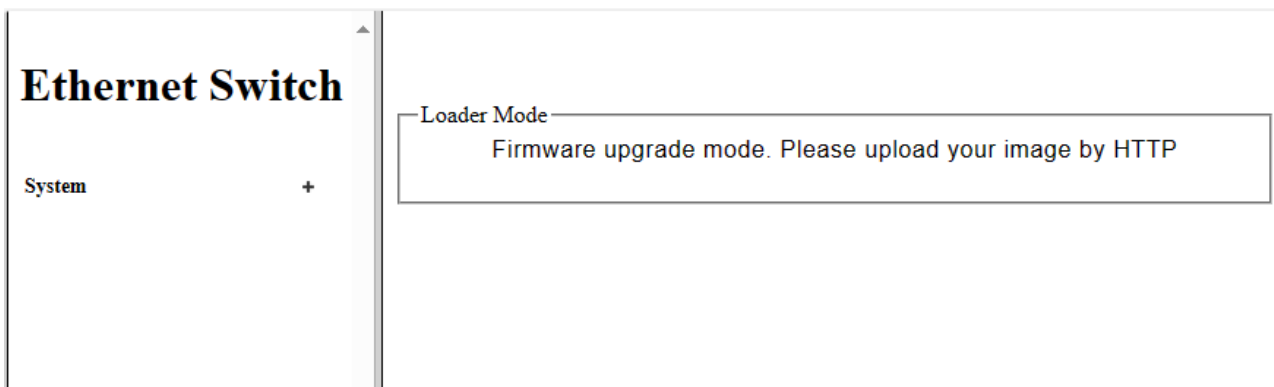 Ethernet Switch
System +
Loader Mode
Firmware upgrade mode. Please upload your image by HTTP